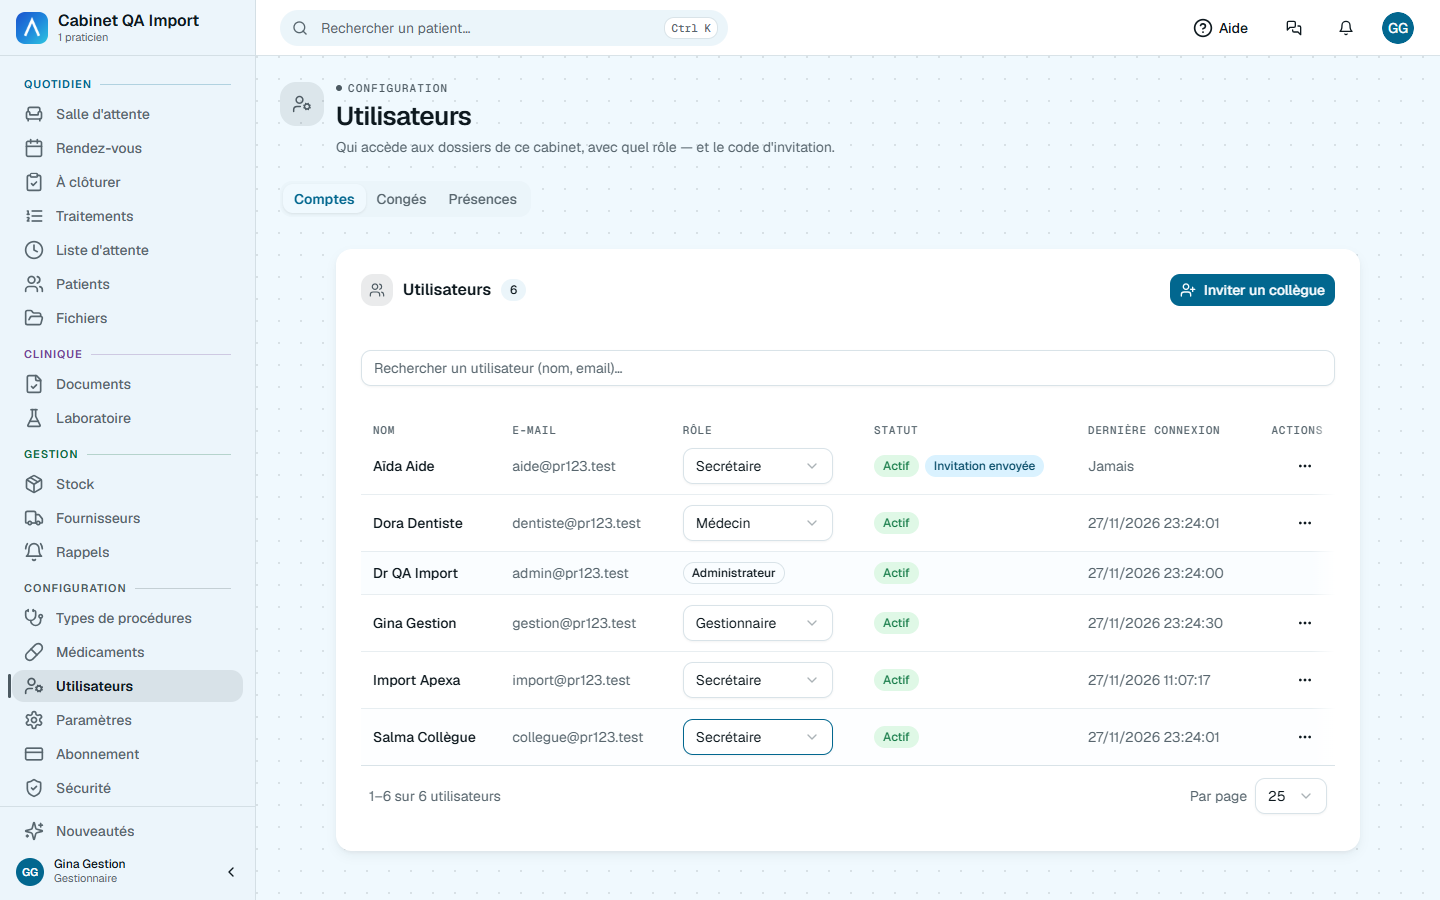 Cabinet QA Import
1 praticien
Rechercher un patient…
Ctrl K
Aide
GG
QUOTIDIEN
Salle d'attente
Rendez-vous
À clôturer
Traitements
Liste d'attente
Patients
Fichiers
CLINIQUE
Documents
Laboratoire
GESTION
Stock
Fournisseurs
Rappels
CONFIGURATION
Types de procédures
Médicaments
Utilisateurs
Paramètres
Abonnement
Sécurité
Nouveautés
GG
Gina Gestion
Gestionnaire
CONFIGURATION
Utilisateurs
Qui accède aux dossiers de ce cabinet, avec quel rôle — et le code d'invitation.
Comptes Congés Présences
Utilisateurs 6
Inviter un collègue
Rechercher un utilisateur (nom, email)…
NOM E-MAIL RÔLE STATUT DERNIÈRE CONNEXION ACTIONS
Aïda Aide aide@pr123.test Secrétaire Actif Invitation envoyée Jamais
Dora Dentiste dentiste@pr123.test Médecin Actif 27/11/2026 23:24:01
Dr QA Import admin@pr123.test Administrateur Actif 27/11/2026 23:24:00
Gina Gestion gestion@pr123.test Gestionnaire Actif 27/11/2026 23:24:30
Import Apexa import@pr123.test Secrétaire Actif 27/11/2026 11:07:17
Salma Collègue collegue@pr123.test Secrétaire Actif 27/11/2026 23:24:01
1–6 sur 6 utilisateurs
Par page 25